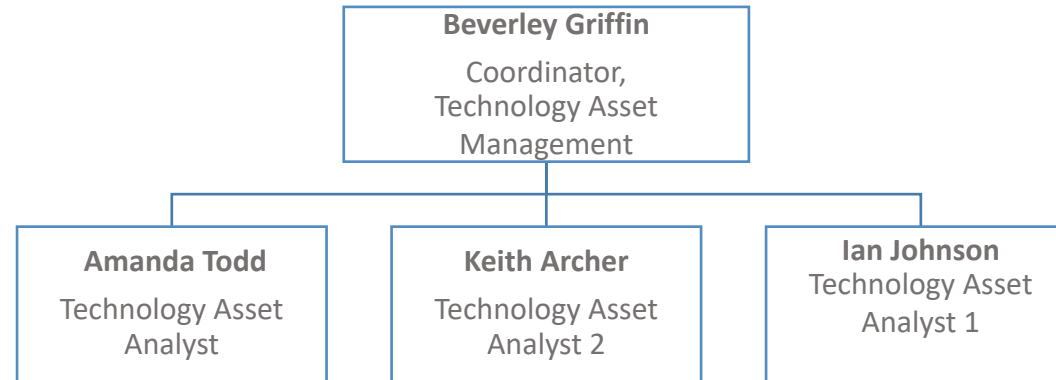 Beverley Griffin
Coordinator,
Technology Asset
Management
Amanda Todd
Technology Asset
Analyst
Keith Archer
Technology Asset
Analyst 2
Ian Johnson
Technology Asset
Analyst 1